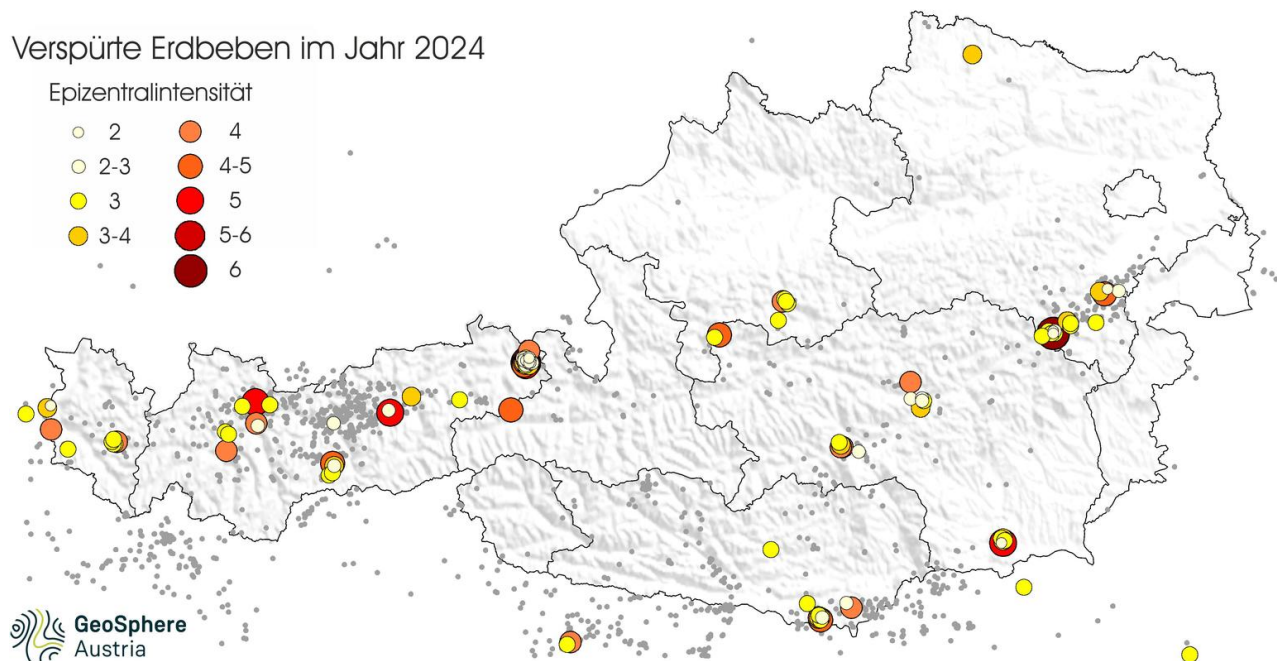 Verspürte Erdbeben im Jahr 2024
Epizentralintensität
2
4
2-3
4-5
3
5
3-4
5-6
6
GeoSphere
Austria